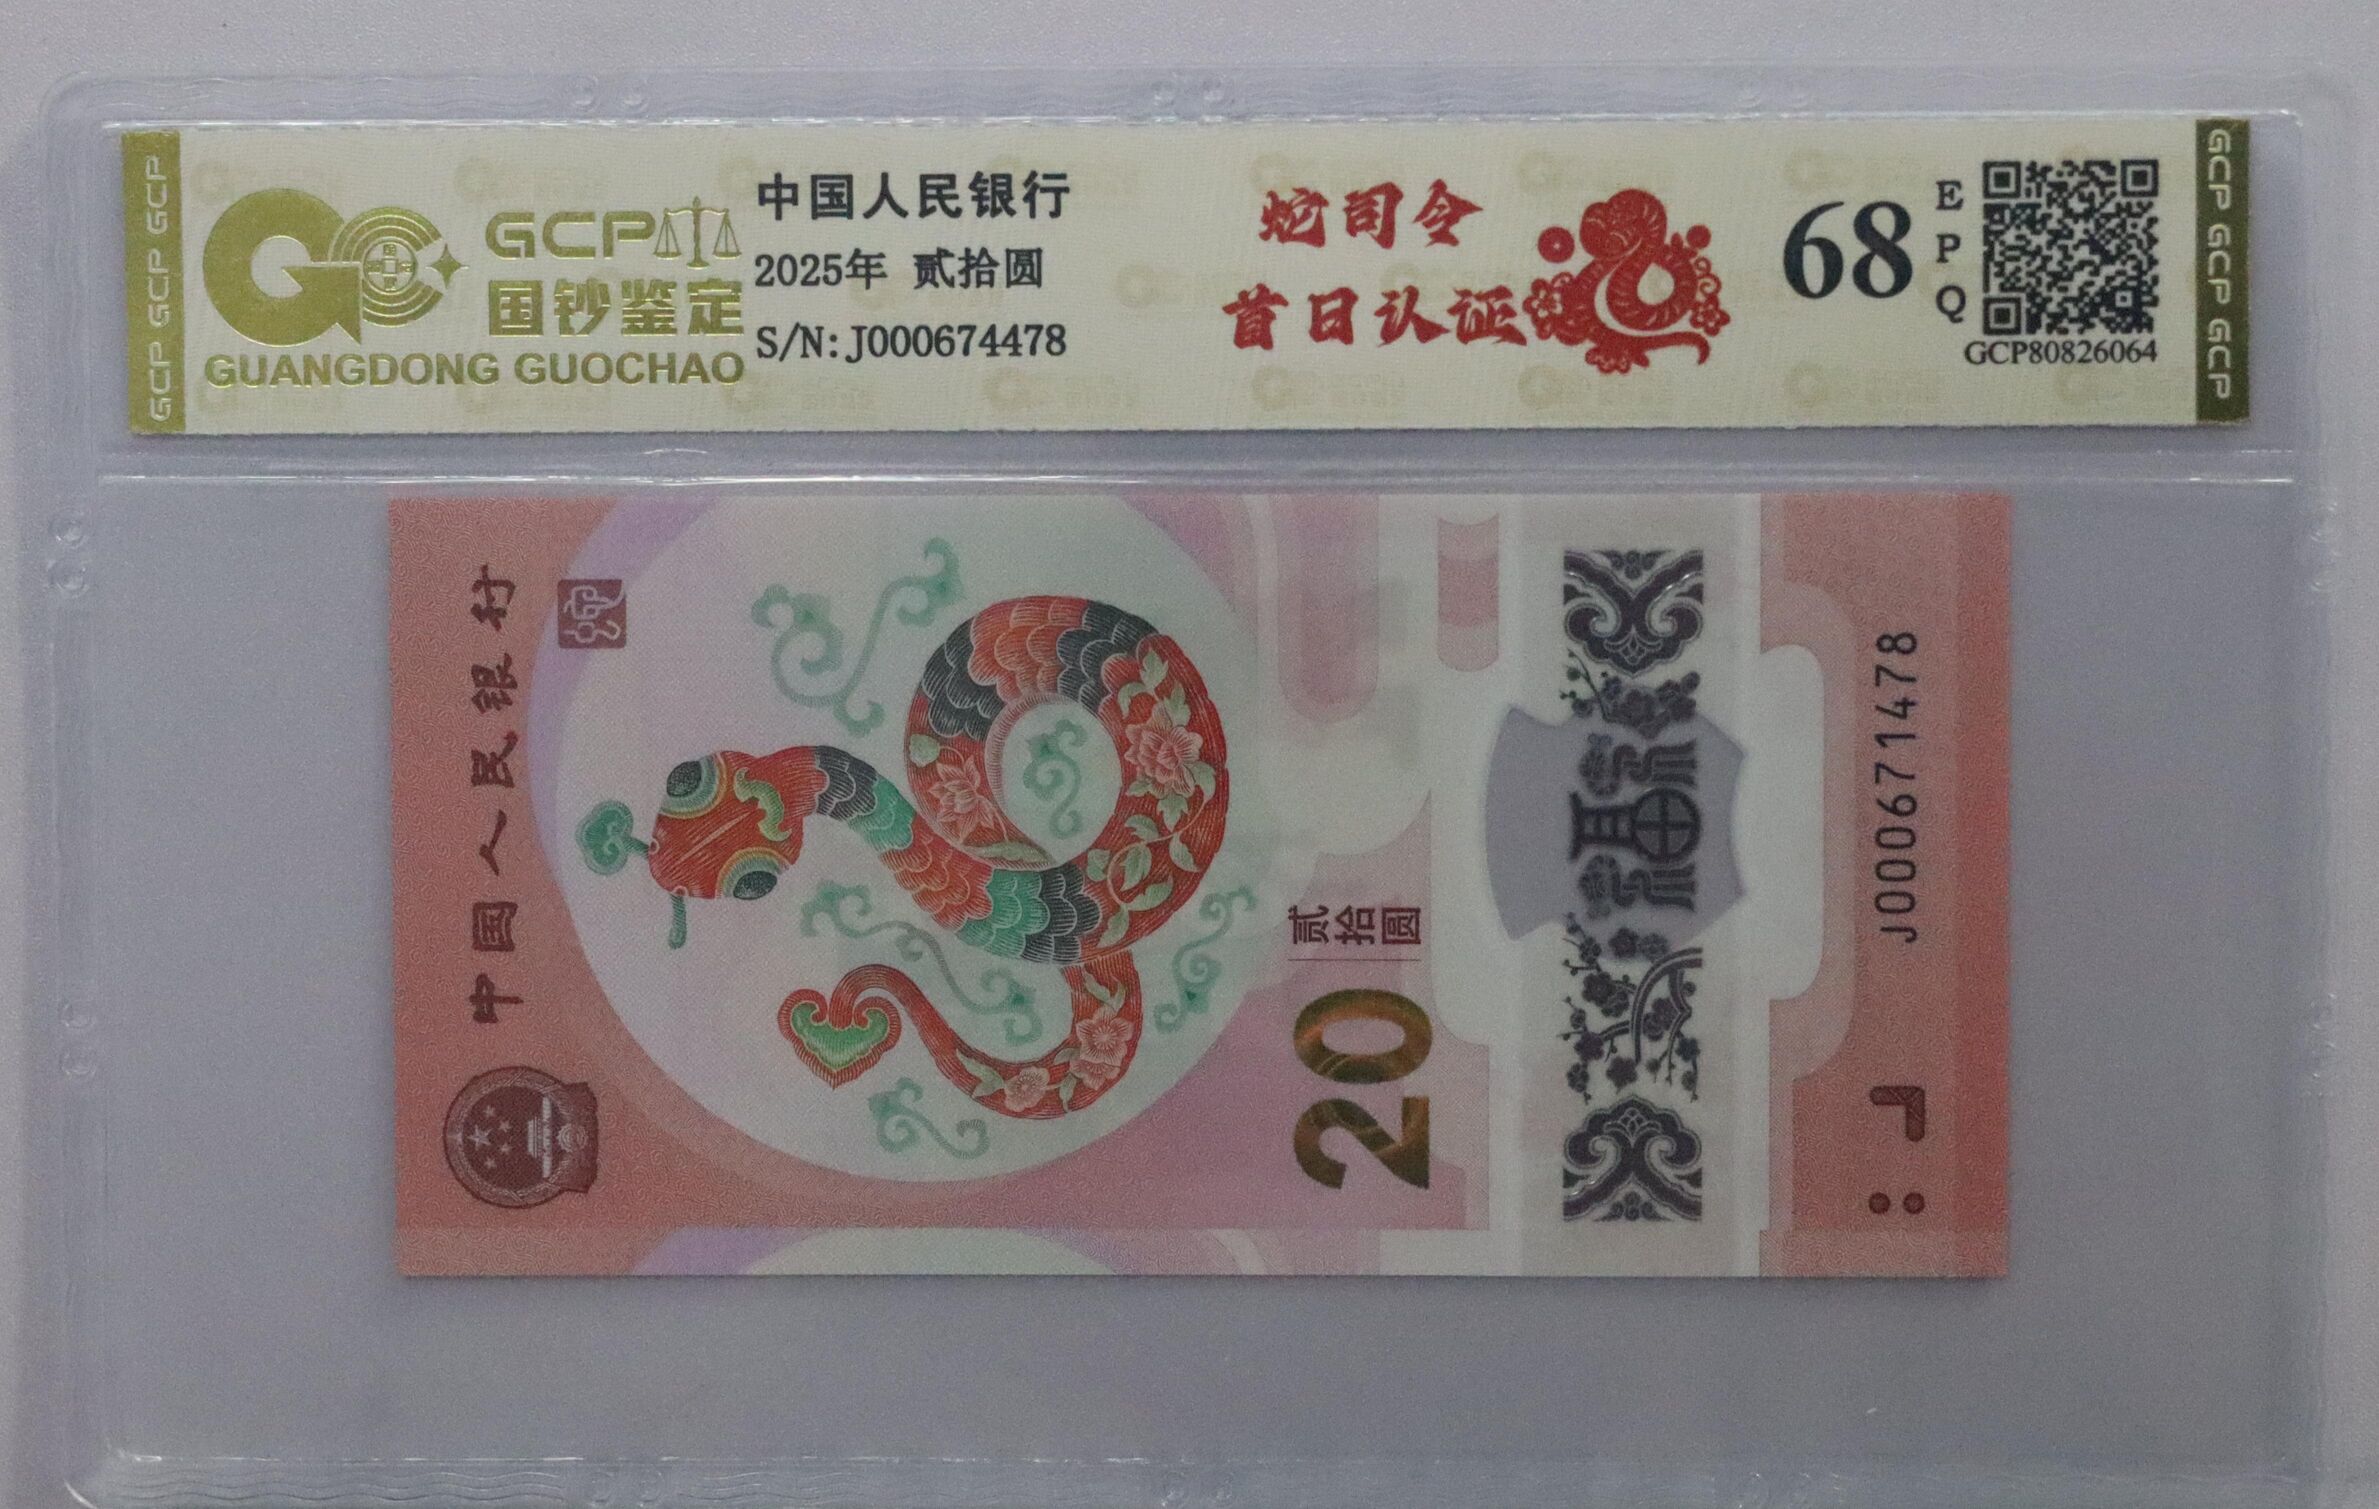 GCP GCP GCP
GCP
国钞鉴定
GUANGDONG GUOCHAO
中国人民银行
2025年 贰拾圆
S/N:J000674478
蛇司令
首日认证
68
EPQ
GCP80826064
GCP GCP GCP
中国人民银行
贰拾圆
20
福
J000671478